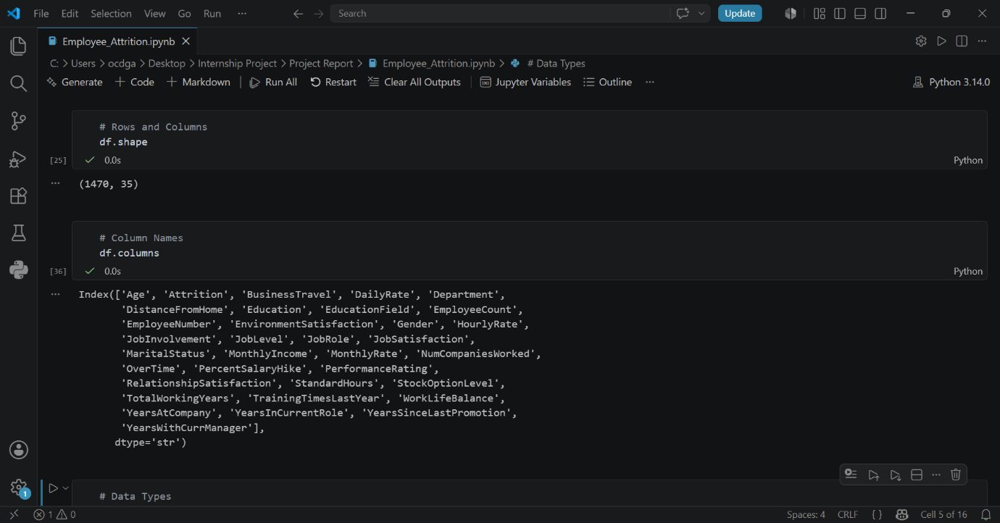 File Edit Selection View Go Run ··· Search Update
Employee_Attrition.ipynb
C: > Users > ocdga > Desktop > Internship Project > Project Report > Employee_Attrition.ipynb > # Data Types
Generate + Code + Markdown Run All Restart Clear All Outputs Jupyter Variables Outline ··· Python 3.14.0
# Rows and Columns
df.shape
[25] 0.0s Python
(1470, 35)
# Column Names
df.columns
[36] 0.0s Python
Index(['Age', 'Attrition', 'BusinessTravel', 'DailyRate', 'Department',
'DistanceFromHome', 'Education', 'EducationField', 'EmployeeCount',
'EmployeeNumber', 'EnvironmentSatisfaction', 'Gender', 'HourlyRate',
'JobInvolvement', 'JobLevel', 'JobRole', 'JobSatisfaction',
'MaritalStatus', 'MonthlyIncome', 'MonthlyRate', 'NumCompaniesWorked',
'OverTime', 'PercentSalaryHike', 'PerformanceRating',
'RelationshipSatisfaction', 'StandardHours', 'StockOptionLevel',
'TotalWorkingYears', 'TrainingTimesLastYear', 'WorkLifeBalance',
'YearsAtCompany', 'YearsInCurrentRole', 'YearsSinceLastPromotion',
'YearsWithCurrManager'],
dtype='str')
# Data Types
1
1 0 Spaces: 4 CRLF { } Cell 5 of 16